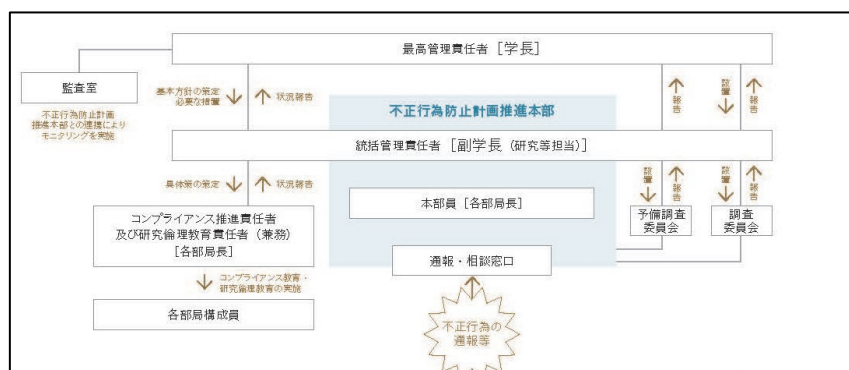 最高管理責任者［学長］
監査室
不正行為防止計画
推進本部との連携により
モニタリングを実施
基本方針の策定
必要な措置
状況報告
不正行為防止計画推進本部
報告
設置
報告
統括管理責任者［副学長（研究等担当）］
具体策の策定
状況報告
設置
報告
設置
報告
コンプライアンス推進責任者
及び研究倫理教育責任者（兼務）
［各部局長］
本部員［各部局長］
予備調査
委員会
調査
委員会
通報・相談窓口
コンプライアンス教育・
研究倫理教育の実施
各部局構成員
不正行為の
通報等